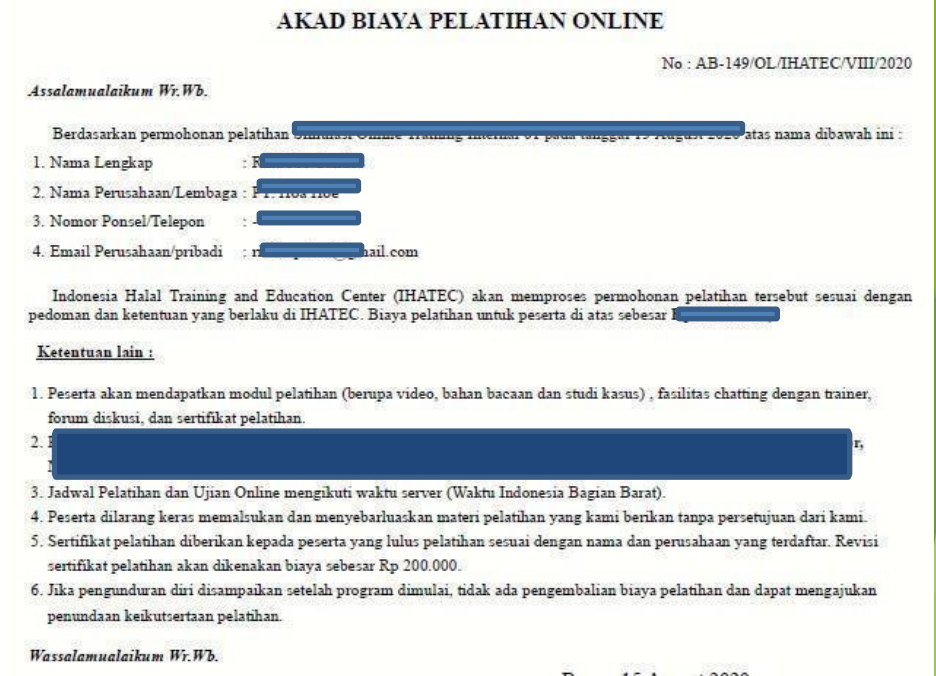 AKAD BIAYA PELATIHAN ONLINE
No : AB-149/OL/IHATEC/VIII/2020
Assalamualaikum Wr.Wb.
Berdasarkan permohonan pelatihan atas nama dibawah ini :
1. Nama Lengkap :
2. Nama Perusahaan/Lembaga :
3. Nomor Ponsel/Telepon : -
4. Email Perusahaan/pribadi :
Indonesia Halal Training and Education Center (IHATEC) akan memproses permohonan pelatihan tersebut sesuai dengan
pedoman dan ketentuan yang berlaku di IHATEC. Biaya pelatihan untuk peserta di atas sebesar
Ketentuan lain :
1. Peserta akan mendapatkan modul pelatihan (berupa video, bahan bacaan dan studi kasus) , fasilitas chatting dengan trainer,
forum diskusi, dan sertifikat pelatihan.
2.
3. Jadwal Pelatihan dan Ujian Online mengikuti waktu server (Waktu Indonesia Bagian Barat).
4. Peserta dilarang keras memalsukan dan menyebarluaskan materi pelatihan yang kami berikan tanpa persetujuan dari kami.
5. Sertifikat pelatihan diberikan kepada peserta yang lulus pelatihan sesuai dengan nama dan perusahaan yang terdaftar. Revisi
sertifikat pelatihan akan dikenakan biaya sebesar Rp 200.000.
6. Jika pengunduran diri disampaikan setelah program dimulai, tidak ada pengembalian biaya pelatihan dan dapat mengajukan
penundaan keikutsertaan pelatihan.
Wassalamualaikum Wr.Wb.